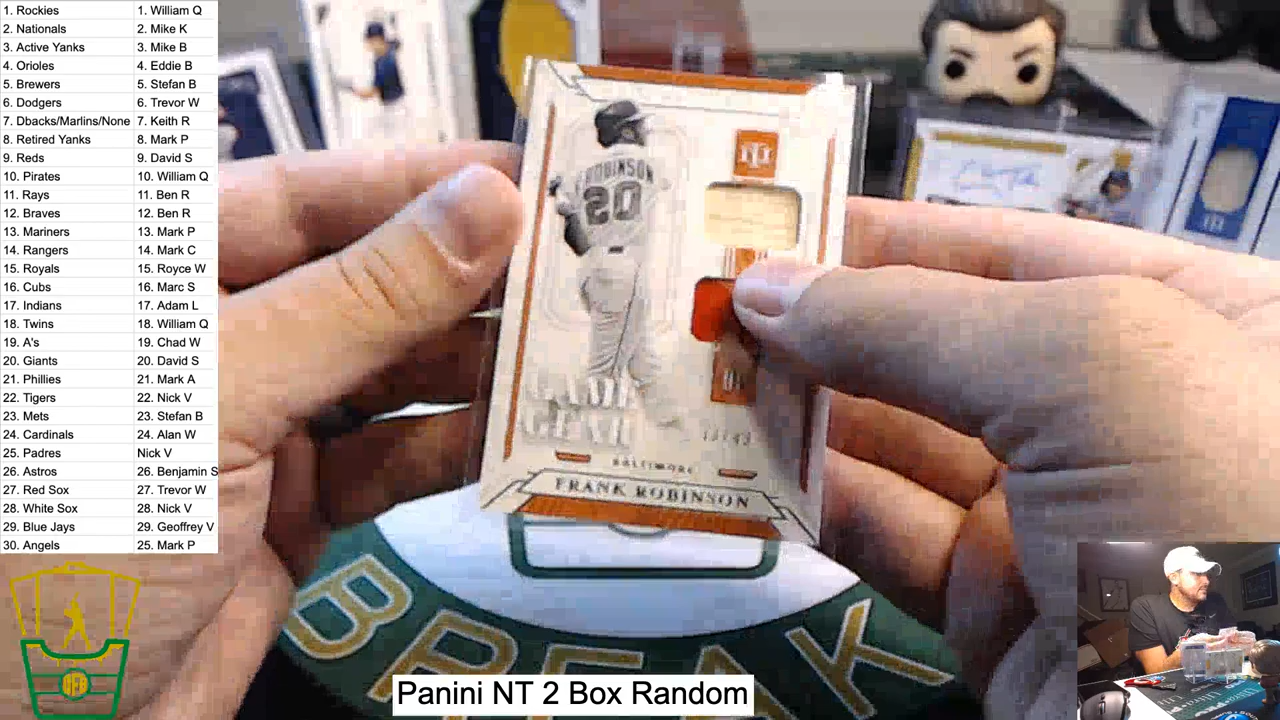 1. Rockies 1. William Q
2. Nationals 2. Mike K
3. Active Yanks 3. Mike B
4. Orioles 4. Eddie B
5. Brewers 5. Stefan B
6. Dodgers 6. Trevor W
7. Dbacks/Marlins/None 7. Keith R
8. Retired Yanks 8. Mark P
9. Reds 9. David S
10. Pirates 10. William Q
11. Rays 11. Ben R
12. Braves 12. Ben R
13. Mariners 13. Mark P
14. Rangers 14. Mark C
15. Royals 15. Royce W
16. Cubs 16. Marc S
17. Indians 17. Adam L
18. Twins 18. William Q
19. A's 19. Chad W
20. Giants 20. David S
21. Phillies 21. Mark A
22. Tigers 22. Nick V
23. Mets 23. Stefan B
24. Cardinals 24. Alan W
25. Padres Nick V
26. Astros 26. Benjamin S
27. Red Sox 27. Trevor W
28. White Sox 28. Nick V
29. Blue Jays 29. Geoffrey V
30. Angels 25. Mark P
ROBINSON
20
GAME
GEAR
BALTIMORE
FRANK ROBINSON
BREAK
Panini NT 2 Box Random